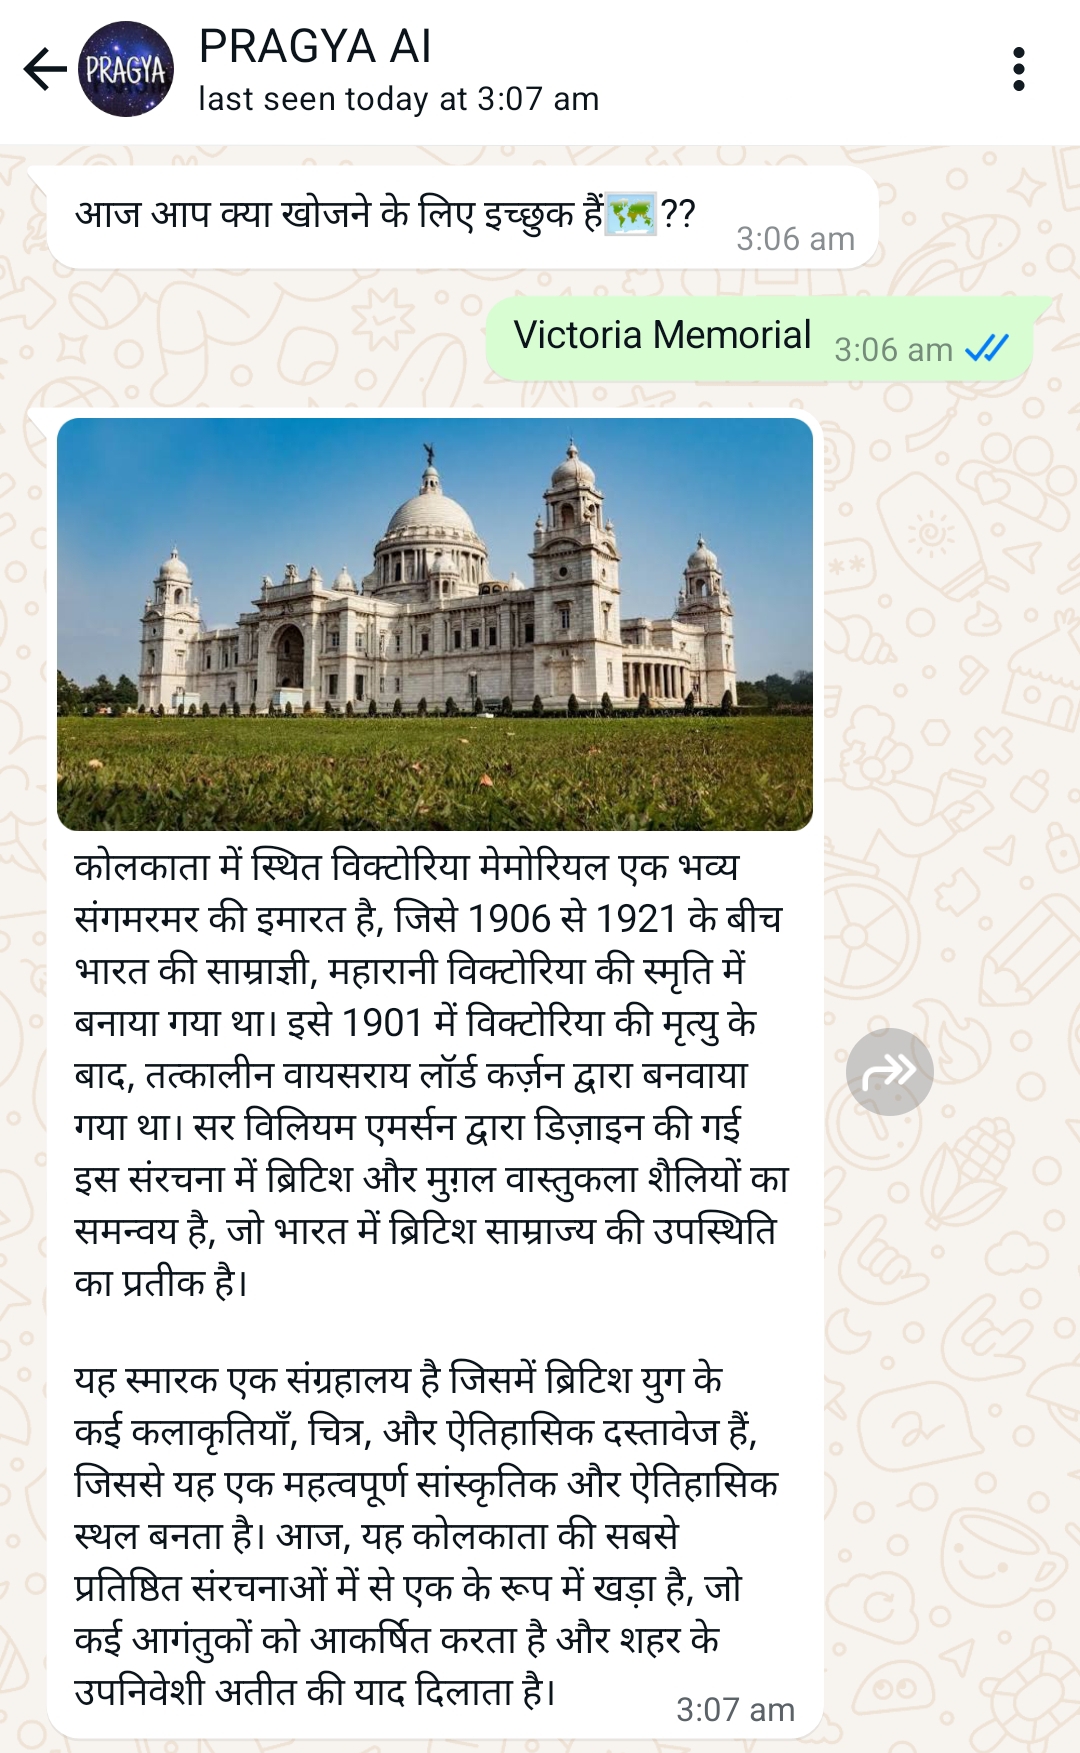 PRAGYA AI
PRAGYA
last seen today at 3:07 am
आज आप क्या खोजने के लिए इच्छुक हैं🗺️??
3:06 am
Victoria Memorial
3:06 am
कोलकाता में स्थित विक्टोरिया मेमोरियल एक भव्य
संगमरमर की इमारत है, जिसे 1906 से 1921 के बीच
भारत की साम्राज्ञी, महारानी विक्टोरिया की स्मृति में
बनाया गया था। इसे 1901 में विक्टोरिया की मृत्यु के
बाद, तत्कालीन वायसराय लॉर्ड कर्ज़न द्वारा बनवाया
गया था। सर विलियम एमर्सन द्वारा डिज़ाइन की गई
इस संरचना में ब्रिटिश और मुग़ल वास्तुकला शैलियों का
समन्वय है, जो भारत में ब्रिटिश साम्राज्य की उपस्थिति
का प्रतीक है।
यह स्मारक एक संग्रहालय है जिसमें ब्रिटिश युग के
कई कलाकृतियाँ, चित्र, और ऐतिहासिक दस्तावेज हैं,
जिससे यह एक महत्वपूर्ण सांस्कृतिक और ऐतिहासिक
स्थल बनता है। आज, यह कोलकाता की सबसे
प्रतिष्ठित संरचनाओं में से एक के रूप में खड़ा है, जो
कई आगंतुकों को आकर्षित करता है और शहर के
उपनिवेशी अतीत की याद दिलाता है।
3:07 am